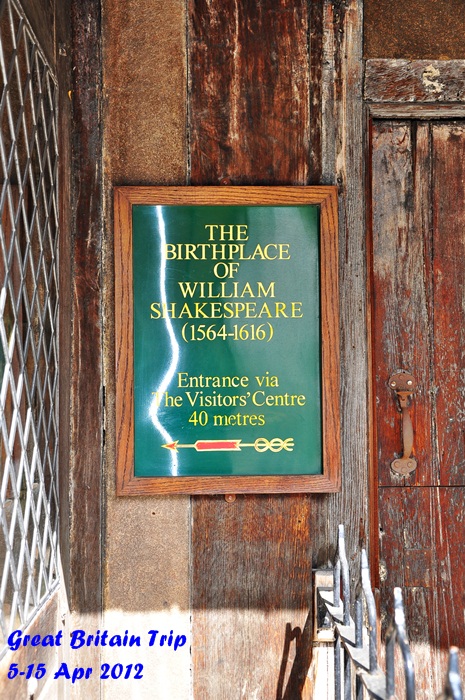 THE
BIRTHPLACE
OF
WILLIAM
SHAKESPEARE
(1564-1616)
Entrance via
The Visitors' Centre
40 metres
Great Britain Trip
5-15 Apr 2012